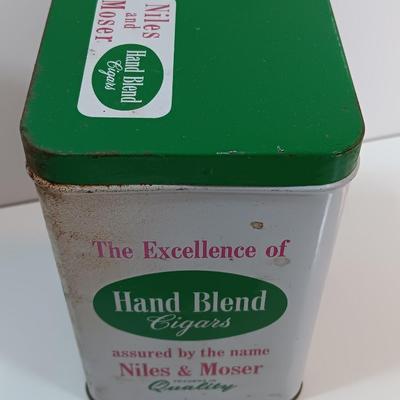 Niles
and
Moser
Hand Blend
Cigars
The Excellence of
Hand Blend
Cigars
assured by the name
Niles & Moser
Quality